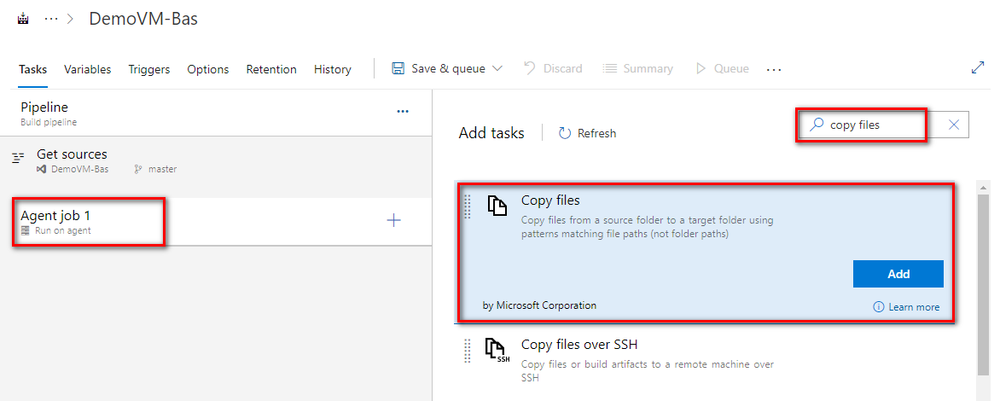 ··· > DemoVM-Bas
Tasks Variables Triggers Options Retention History Save & queue Discard Summary Queue ...
Pipeline
Build pipeline
Get sources
DemoVM-Bas master
Agent job 1
Run on agent
Add tasks Refresh copy files
Copy files
Copy files from a source folder to a target folder using
patterns matching file paths (not folder paths)
Add
by Microsoft Corporation Learn more
Copy files over SSH
SSH
Copy files or build artifacts to a remote machine over
SSH